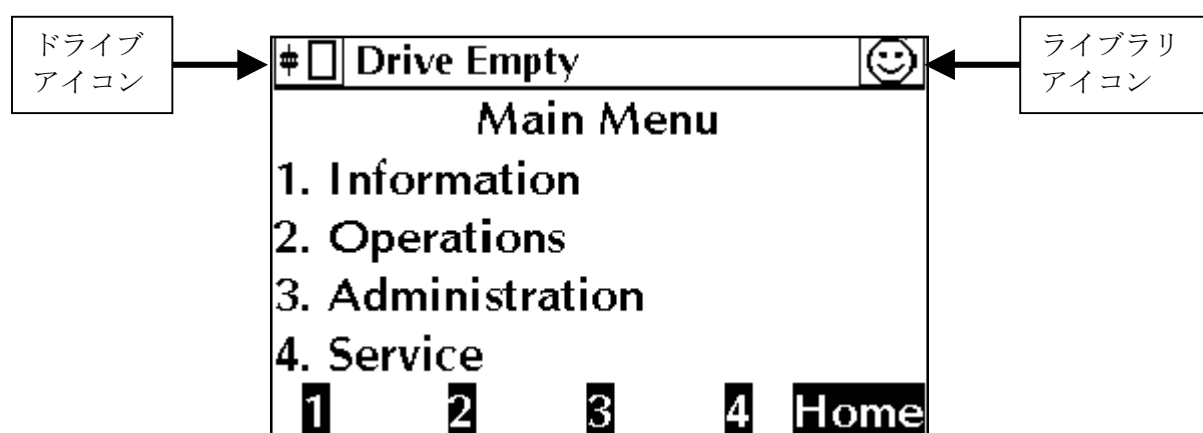 ドライブ
アイコン
Drive Empty
ライブラリ
アイコン
Main Menu
1. Information
2. Operations
3. Administration
4. Service
1 2 3 4 Home